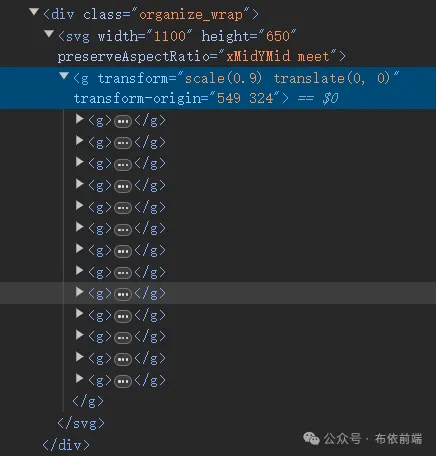 ▼<div class="organize_wrap">
▼<svg width="1100" height="650"
preserveAspectRatio="xMidYMid meet">
▼<g transform="scale(0.9) translate(0, 0)"
transform-origin="549 324"> == $0
▶<g>…</g>
▶<g>…</g>
▶<g>…</g>
▶<g>…</g>
▶<g>…</g>
▶<g>…</g>
▶<g>…</g>
▶<g>…</g>
▶<g>…</g>
▶<g>…</g>
▶<g>…</g>
▶<g>…</g>
▶<g>…</g>
</g>
</svg>
</div>
公众号 · 布依前端